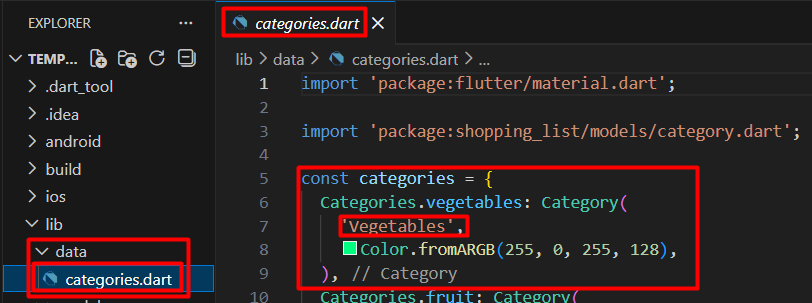 EXPLORER
TEMP...
.dart_tool
.idea
android
build
ios
lib
data
categories.dart
categories.dart
lib > data > categories.dart > ...
1 import 'package:flutter/material.dart';
2
3 import 'package:shopping_list/models/category.dart';
4
5 const categories = {
6 Categories.vegetables: Category(
7 'Vegetables',
8 Color.fromARGB(255, 0, 255, 128),
9 ), // Category
10 Categories.fruit: Category(